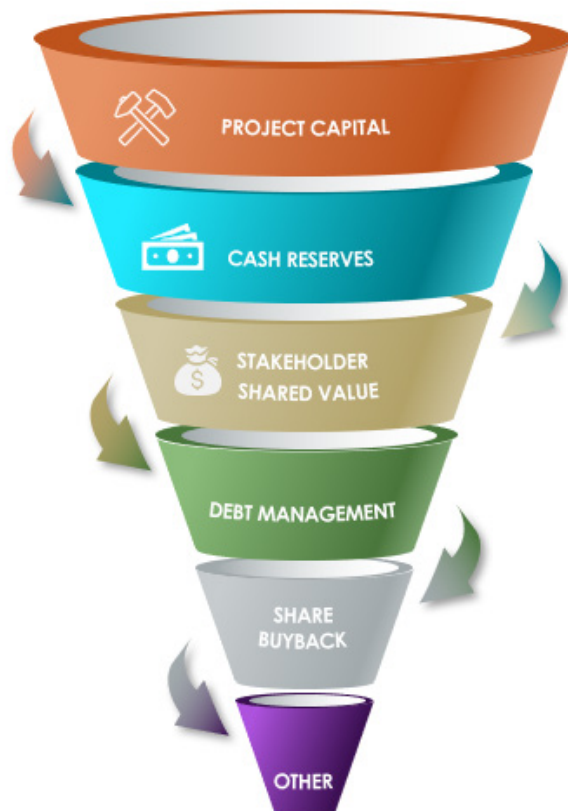 PROJECT CAPITAL
CASH RESERVES
STAKEHOLDER
SHARED VALUE
DEBT MANAGEMENT
SHARE
BUYBACK
OTHER